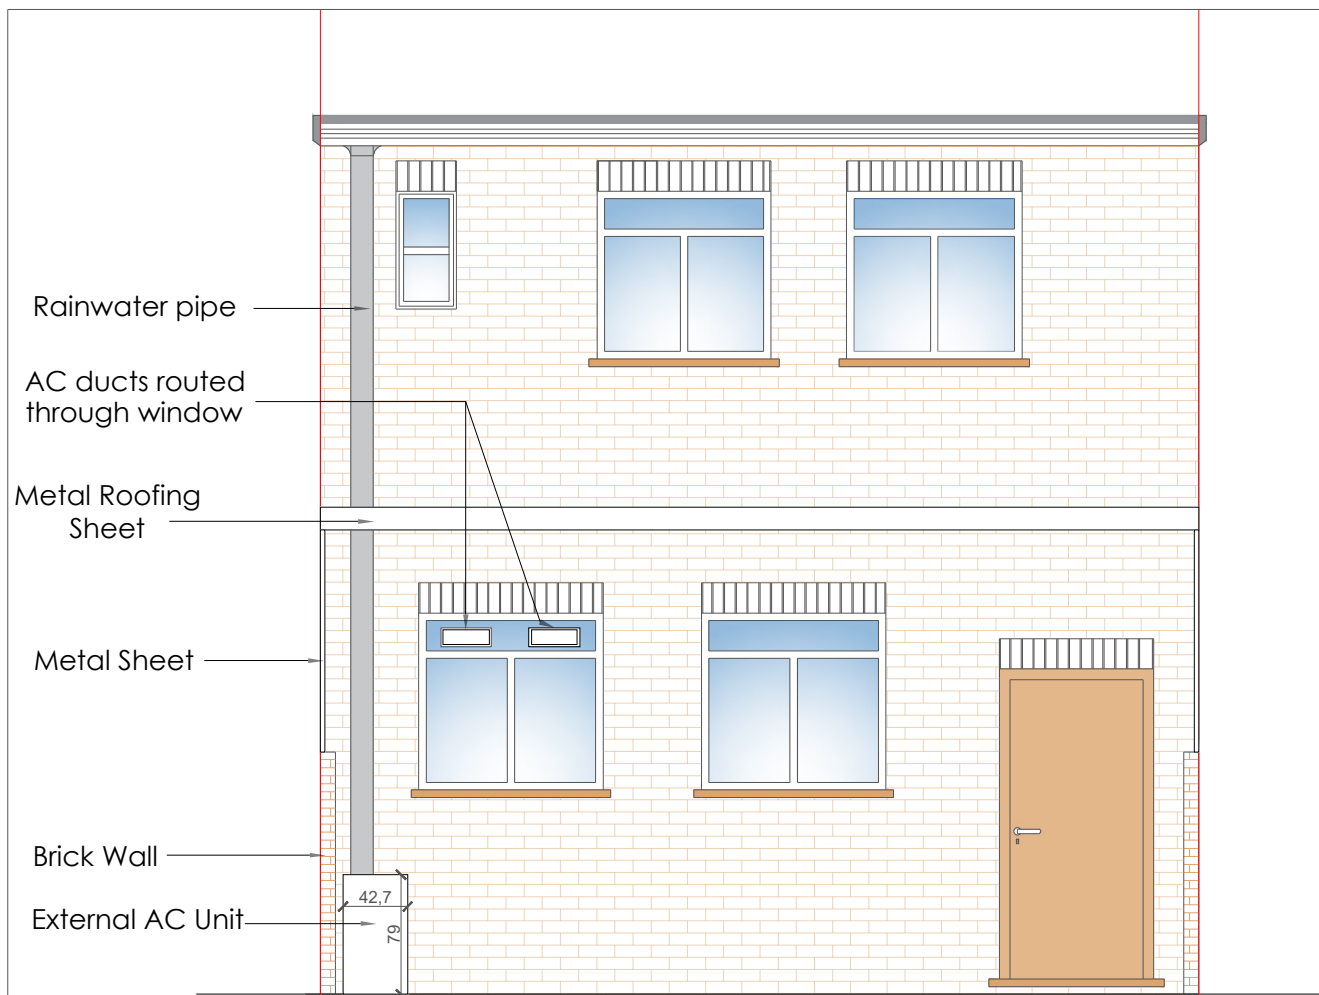 Rainwater pipe
AC ducts routed
through window
Metal Roofing
Sheet
Metal Sheet
Brick Wall
External AC Unit
42,7
79